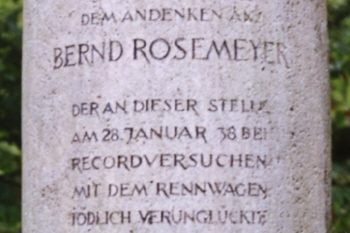 DEM ANDENKEN AN
BERND ROSEMEYER
DER AN DIESER STELLE
AM 28. JANUAR 38 BEI
RECORDVERSUCHEN
MIT DEM RENNWAGEN
TÖDLICH VERUNGLÜCKTE